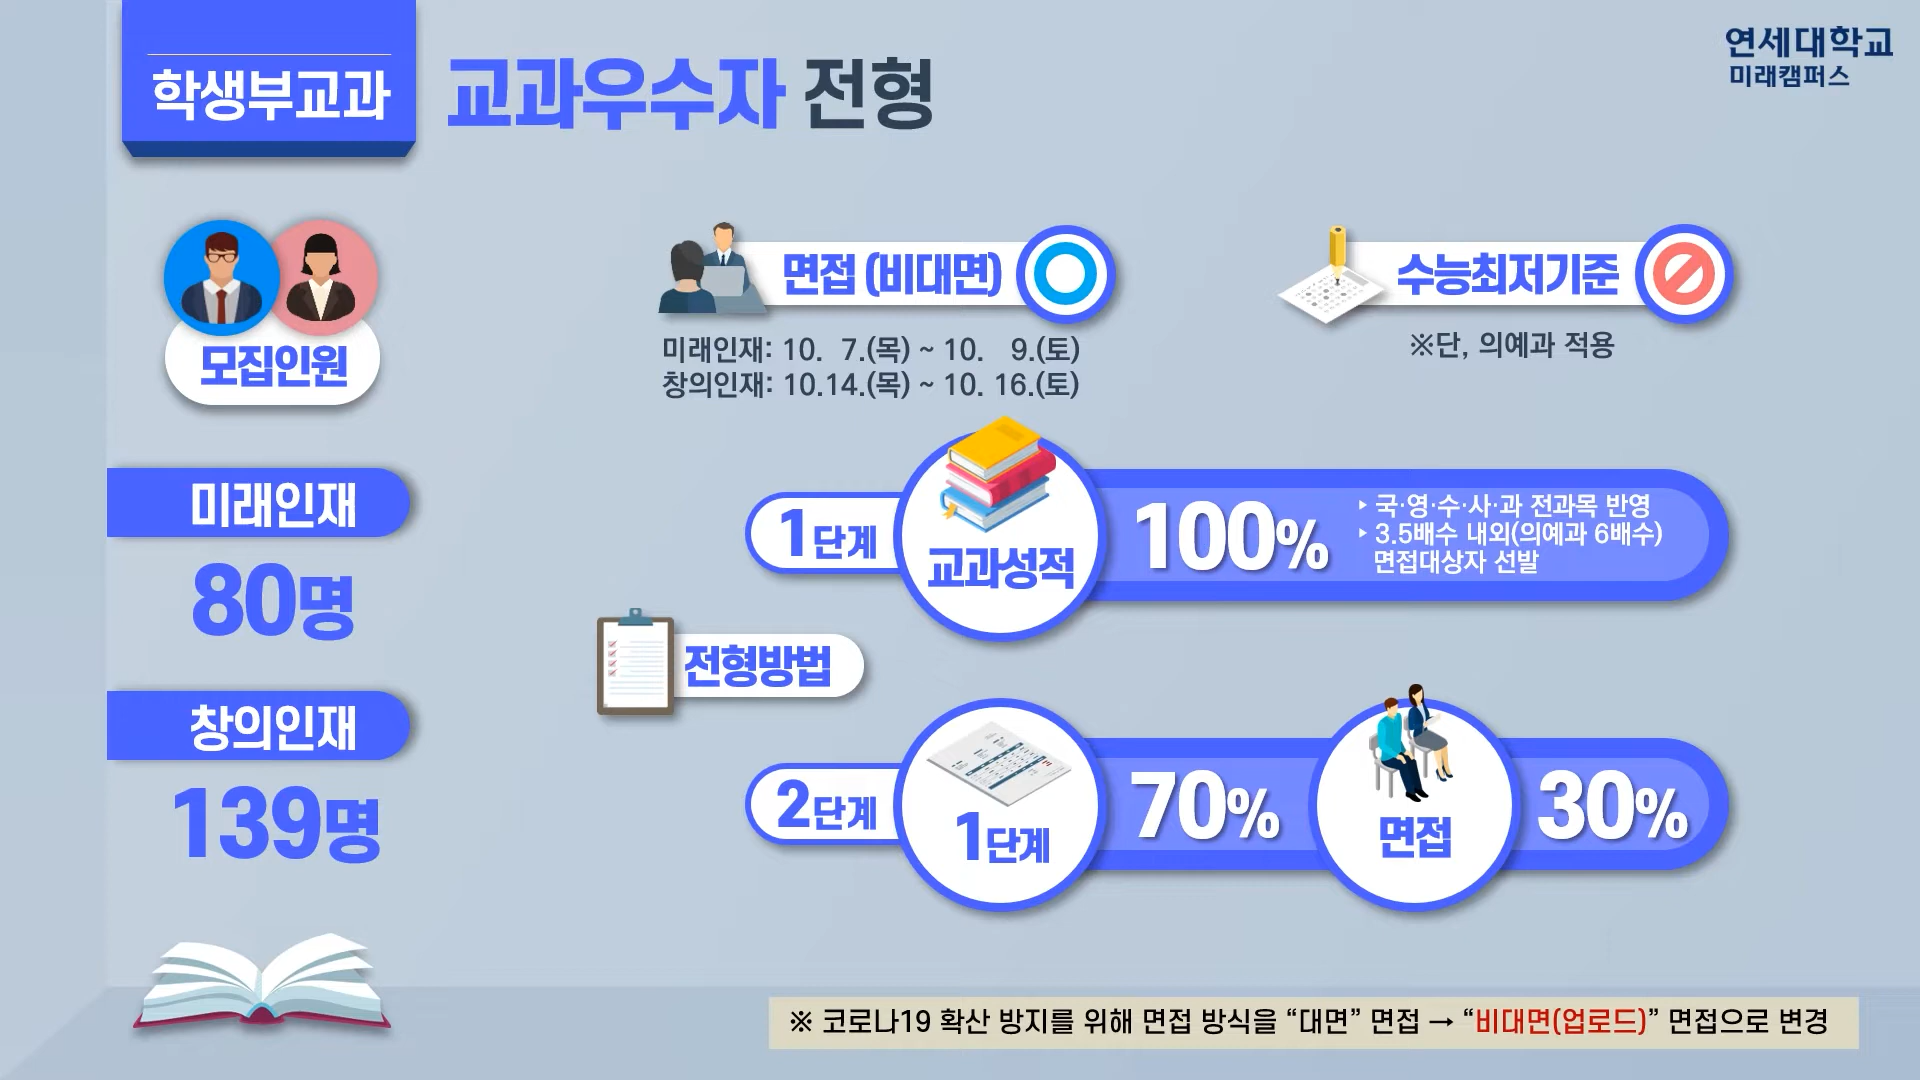 학생부교과
교과우수자 전형
연세대학교
미래캠퍼스
모집인원
미래인재
80명
창의인재
139명
면접 (비대면)
미래인재: 10. 7.(목) ~ 10. 9.(토)
창의인재: 10.14.(목) ~ 10. 16.(토)
수능최저기준
※단, 의예과 적용
전형방법
1단계
교과성적
100%
‣ 국·영·수·사·과 전과목 반영
‣ 3.5배수 내외(의예과 6배수)
면접대상자 선발
2단계
1단계
70%
면접
30%
※ 코로나19 확산 방지를 위해 면접 방식을 “대면” 면접 → “비대면(업로드)” 면접으로 변경